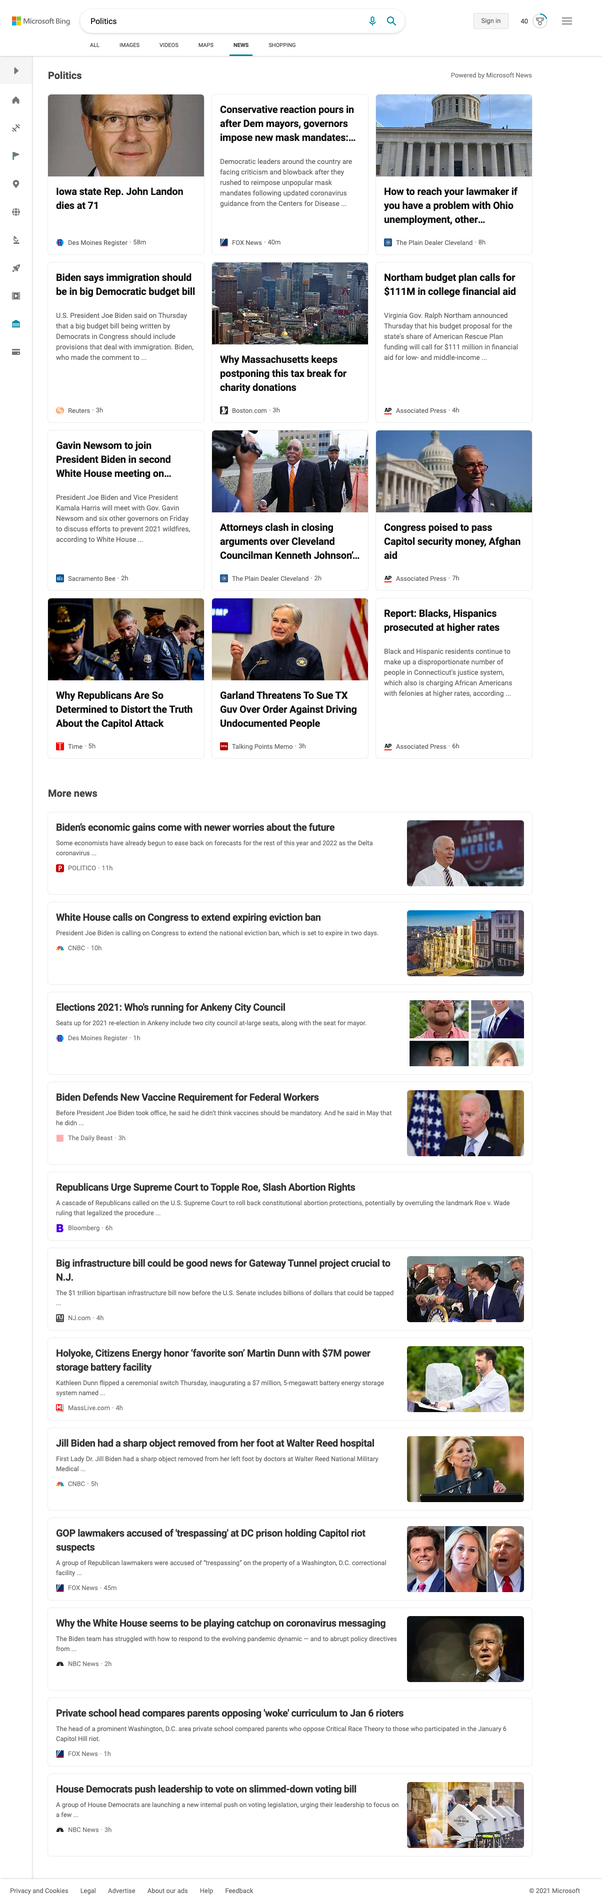 Microsoft Bing
Politics
Sign in
40
ALL
IMAGES
VIDEOS
MAPS
NEWS
SHOPPING
Politics
Powered by Microsoft News
Iowa state Rep. John Landon
dies at 71
Des Moines Register · 58m
Conservative reaction pours in
after Dem mayors, governors
impose new mask mandates:...
Democratic leaders around the country are
facing criticism and blowback after they
rushed to reimpose unpopular mask
mandates following updated coronavirus
guidance from the Centers for Disease ...
FOX News · 40m
How to reach your lawmaker if
you have a problem with Ohio
unemployment, other...
The Plain Dealer Cleveland · 8h
Biden says immigration should
be in big Democratic budget bill
U.S. President Joe Biden said on Thursday
that a big budget bill being written by
Democrats in Congress should include
provisions that deal with immigration. Biden,
who made the comment to ...
Reuters · 3h
Why Massachusetts keeps
postponing this tax break for
charity donations
Boston.com · 3h
Northam budget plan calls for
$111M in college financial aid
Virginia Gov. Ralph Northam announced
Thursday that his budget proposal for the
state's share of American Rescue Plan
funding will call for $111 million in financial
aid for low- and middle-income ...
AP
Associated Press · 4h
Gavin Newsom to join
President Biden in second
White House meeting on...
President Joe Biden and Vice President
Kamala Harris will meet with Gov. Gavin
Newsom and six other governors on Friday
to discuss efforts to prevent 2021 wildfires,
according to White House ...
Sacramento Bee · 2h
Attorneys clash in closing
arguments over Cleveland
Councilman Kenneth Johnson'...
The Plain Dealer Cleveland · 2h
Congress poised to pass
Capitol security money, Afghan
aid
AP
Associated Press · 7h
Why Republicans Are So
Determined to Distort the Truth
About the Capitol Attack
Time · 5h
UMP
Garland Threatens To Sue TX
Guv Over Order Against Driving
Undocumented People
Talking Points Memo · 3h
Report: Blacks, Hispanics
prosecuted at higher rates
Black and Hispanic residents continue to
make up a disproportionate number of
people in Connecticut's justice system,
which also is charging African Americans
with felonies at higher rates, according ...
AP
Associated Press · 6h
More news
Biden's economic gains come with newer worries about the future
Some economists have already begun to ease back on forecasts for the rest of this year and 2022 as the Delta
coronavirus ...
POLITICO · 11h
MADE IN
AMERICA
White House calls on Congress to extend expiring eviction ban
President Joe Biden is calling on Congress to extend the national eviction ban, which is set to expire in two days.
CNBC · 10h
Elections 2021: Who's running for Ankeny City Council
Seats up for 2021 re-election in Ankeny include two city council at-large seats, along with the seat for mayor.
Des Moines Register · 1h
Biden Defends New Vaccine Requirement for Federal Workers
Before President Joe Biden took office, he said he didn't think vaccines should be mandatory. And he said in May that
he didn ...
The Daily Beast · 3h
Republicans Urge Supreme Court to Topple Roe, Slash Abortion Rights
A cascade of Republicans called on the U.S. Supreme Court to roll back constitutional abortion protections, potentially by overruling the landmark Roe v. Wade
ruling that legalized the procedure ...
B
Bloomberg · 6h
Big infrastructure bill could be good news for Gateway Tunnel project crucial to
N.J.
The $1 trillion bipartisan infrastructure bill now before the U.S. Senate includes billions of dollars that could be tapped
...
NJ.com · 4h
Holyoke, Citizens Energy honor 'favorite son' Martin Dunn with $7M power
storage battery facility
Kathleen Dunn flipped a ceremonial switch Thursday, inaugurating a $7 million, 5-megawatt battery energy storage
system named ...
MassLive.com · 4h
Jill Biden had a sharp object removed from her foot at Walter Reed hospital
First Lady Dr. Jill Biden had a sharp object removed from her left foot by doctors at Walter Reed National Military
Medical ...
CNBC · 5h
GOP lawmakers accused of 'trespassing' at DC prison holding Capitol riot
suspects
A group of Republican lawmakers were accused of "trespassing" on the property of a Washington, D.C. correctional
facility ...
FOX News · 45m
Why the White House seems to be playing catchup on coronavirus messaging
The Biden team has struggled with how to respond to the evolving pandemic dynamic — and to abrupt policy directives
from ...
NBC News · 2h
Private school head compares parents opposing 'woke' curriculum to Jan 6 rioters
The head of a prominent Washington, D.C. area private school compared parents who oppose Critical Race Theory to those who participated in the January 6
Capitol Hill riot.
FOX News · 1h
House Democrats push leadership to vote on slimmed-down voting bill
A group of House Democrats are launching a new internal push on voting legislation, urging their leadership to focus on
a few ...
NBC News · 3h
Privacy and Cookies
Legal
Advertise
About our ads
Help
Feedback
© 2021 Microsoft